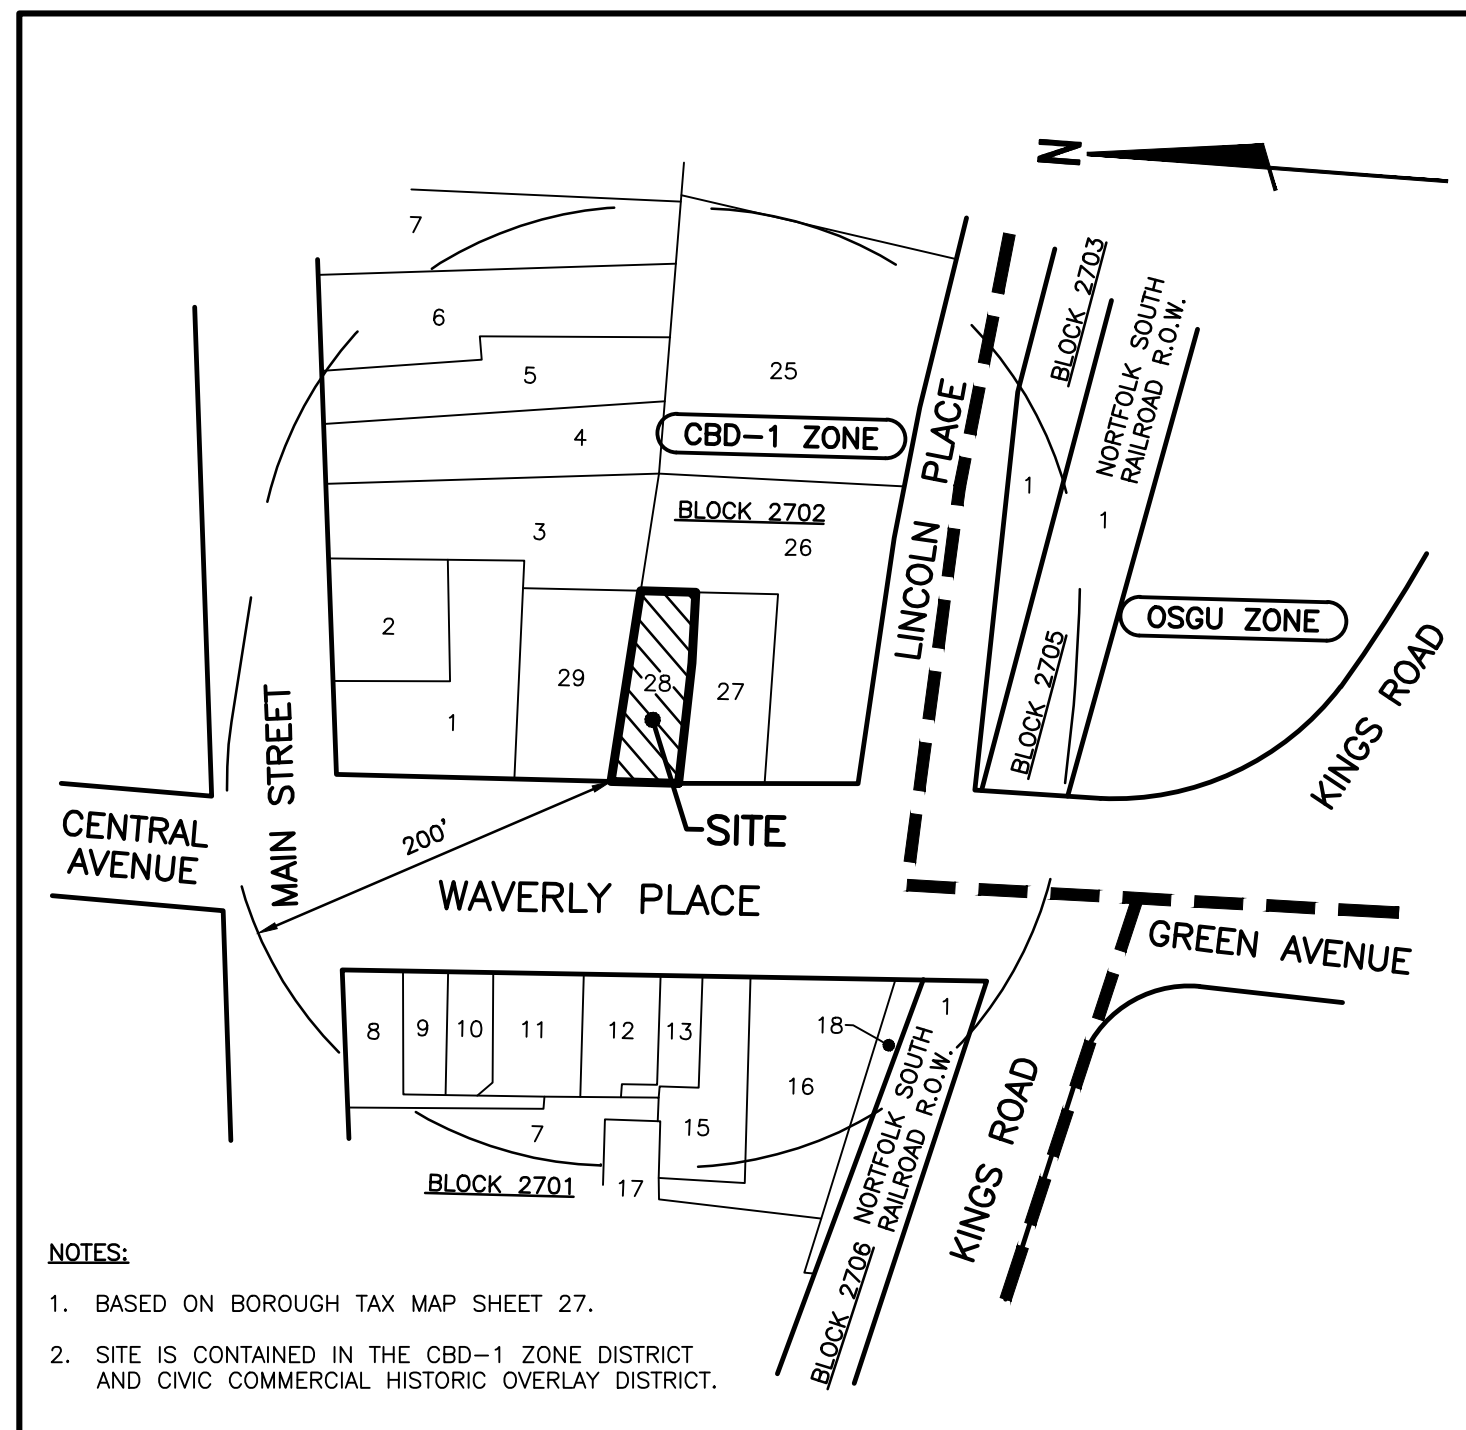 N
7
6
5
4
3
2
1
29
28
27
26
25
CBD-1 ZONE
BLOCK 2702
LINCOLN PLACE
BLOCK 2703
1
NORTFOLK SOUTH
RAILROAD R.O.W.
1
BLOCK 2705
OSGU ZONE
KINGS ROAD
MAIN STREET
CENTRAL
AVENUE
200'
SITE
WAVERLY PLACE
GREEN AVENUE
8
9
10
11
12
13
18
1
16
15
7
17
BLOCK 2701
NORTFOLK SOUTH
RAILROAD R.O.W.
BLOCK 2706
KINGS ROAD
NOTES:
1. BASED ON BOROUGH TAX MAP SHEET 27.
2. SITE IS CONTAINED IN THE CBD-1 ZONE DISTRICT
AND CIVIC COMMERCIAL HISTORIC OVERLAY DISTRICT.